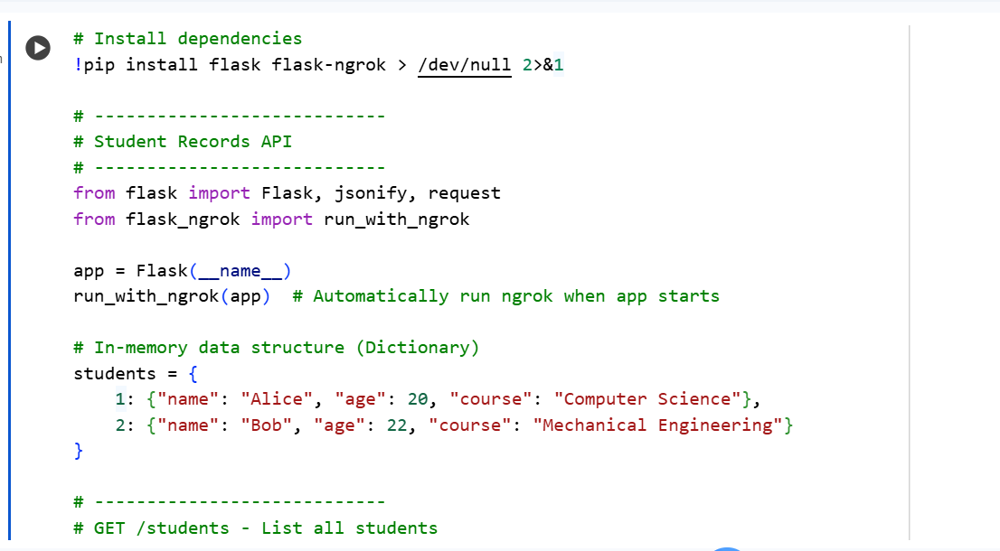 # Install dependencies
!pip install flask flask-ngrok > /dev/null 2>&1
# ----------------------------
# Student Records API
# ----------------------------
from flask import Flask, jsonify, request
from flask_ngrok import run_with_ngrok
app = Flask(__name__)
run_with_ngrok(app)  # Automatically run ngrok when app starts
# In-memory data structure (Dictionary)
students = {
    1: {"name": "Alice", "age": 20, "course": "Computer Science"},
    2: {"name": "Bob", "age": 22, "course": "Mechanical Engineering"}
}
# ----------------------------
# GET /students - List all students